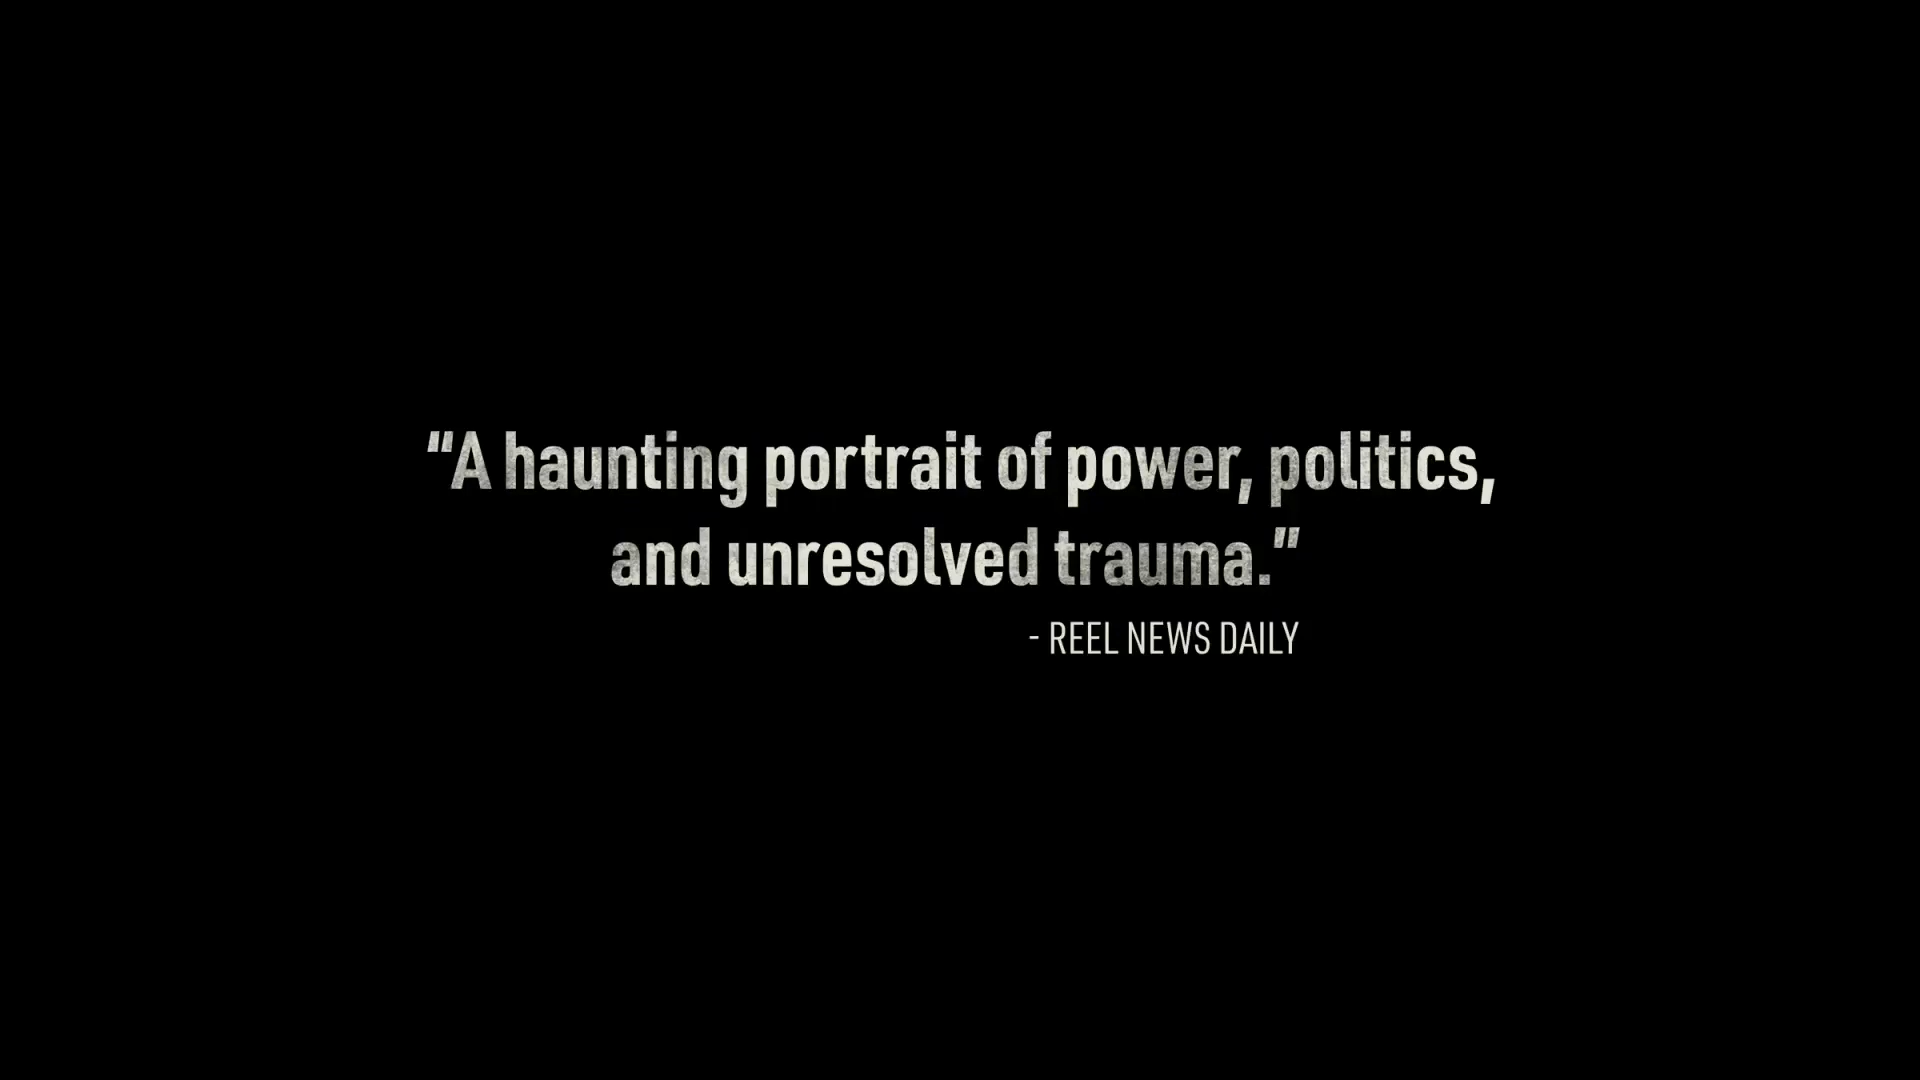 “A haunting portrait of power, politics,
and unresolved trauma.”
- REEL NEWS DAILY